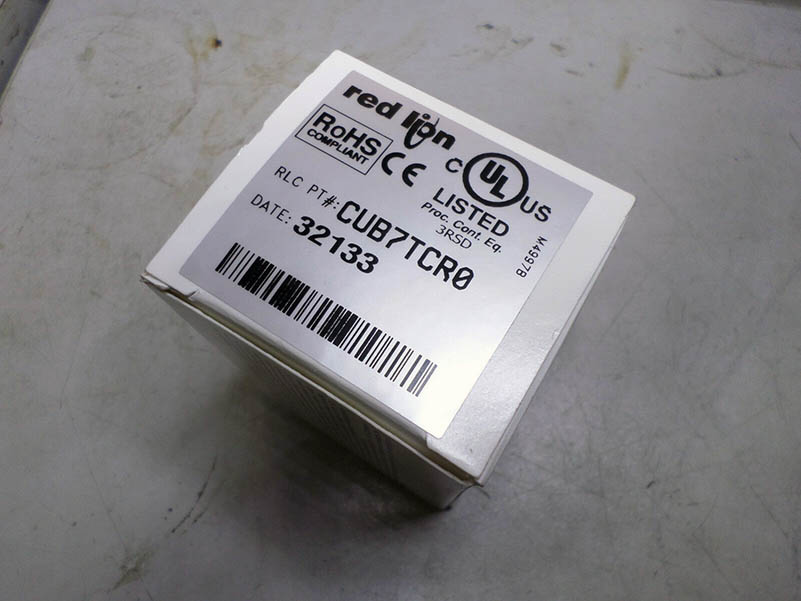 red lion
RoHS
COMPLIANT
CE
C UL US
LISTED
Proc. Cont. Eq.
3RSD
RLC PT#: CUB7TCR0
DATE: 32133
M4997B